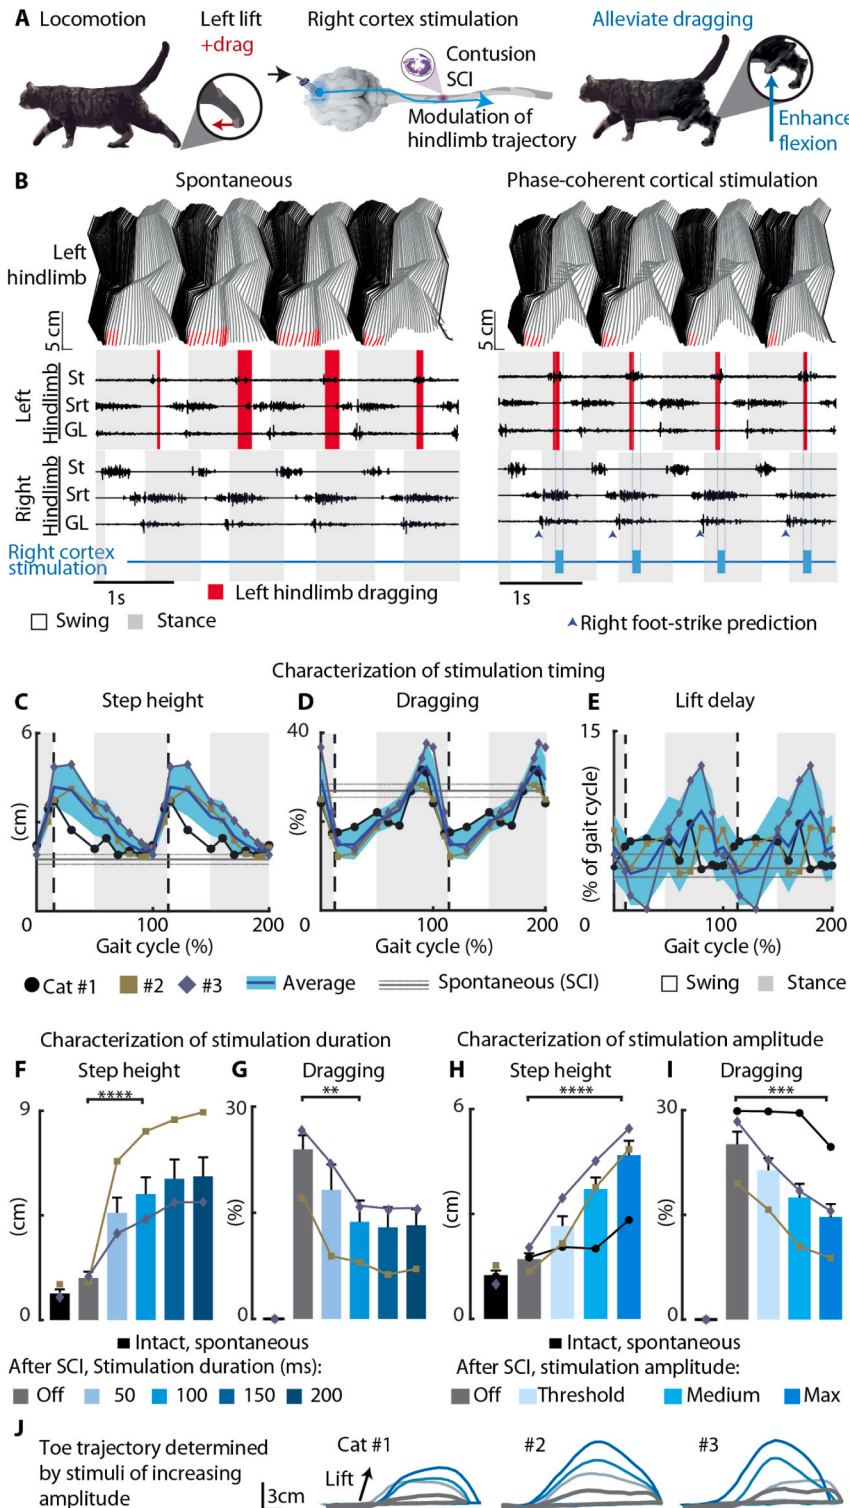 A Locomotion Left lift Right cortex stimulation Alleviate dragging
+drag
Contusion
SCI
Modulation of
hindlimb trajectory
Enhance
flexion
B Spontaneous Phase-coherent cortical stimulation
Left
hindlimb
5 cm 5 cm
Left Hindlimb
St
Srt
GL
Right Hindlimb
St
Srt
GL
Right cortex
stimulation
1s 1s
Left hindlimb dragging
Swing Stance Right foot-strike prediction
Characterization of stimulation timing
C Step height D Dragging E Lift delay
6 40 15
(cm) (%) (% of gait cycle)
0 100 200 0 100 200 0 100 200
Gait cycle (%) Gait cycle (%) Gait cycle (%)
Cat #1 #2 #3 Average Spontaneous (SCI) Swing Stance
Characterization of stimulation duration Characterization of stimulation amplitude
F Step height G Dragging H Step height I Dragging
**** ** **** ***
9 30 6 30
(cm) (%) (cm) (%)
0 0 0 0
Intact, spontaneous Intact, spontaneous
After SCI, Stimulation duration (ms): After SCI, stimulation amplitude:
Off 50 100 150 200 Off Threshold Medium Max
J Toe trajectory determined
by stimuli of increasing
amplitude
Cat #1 #2 #3
Lift
3cm